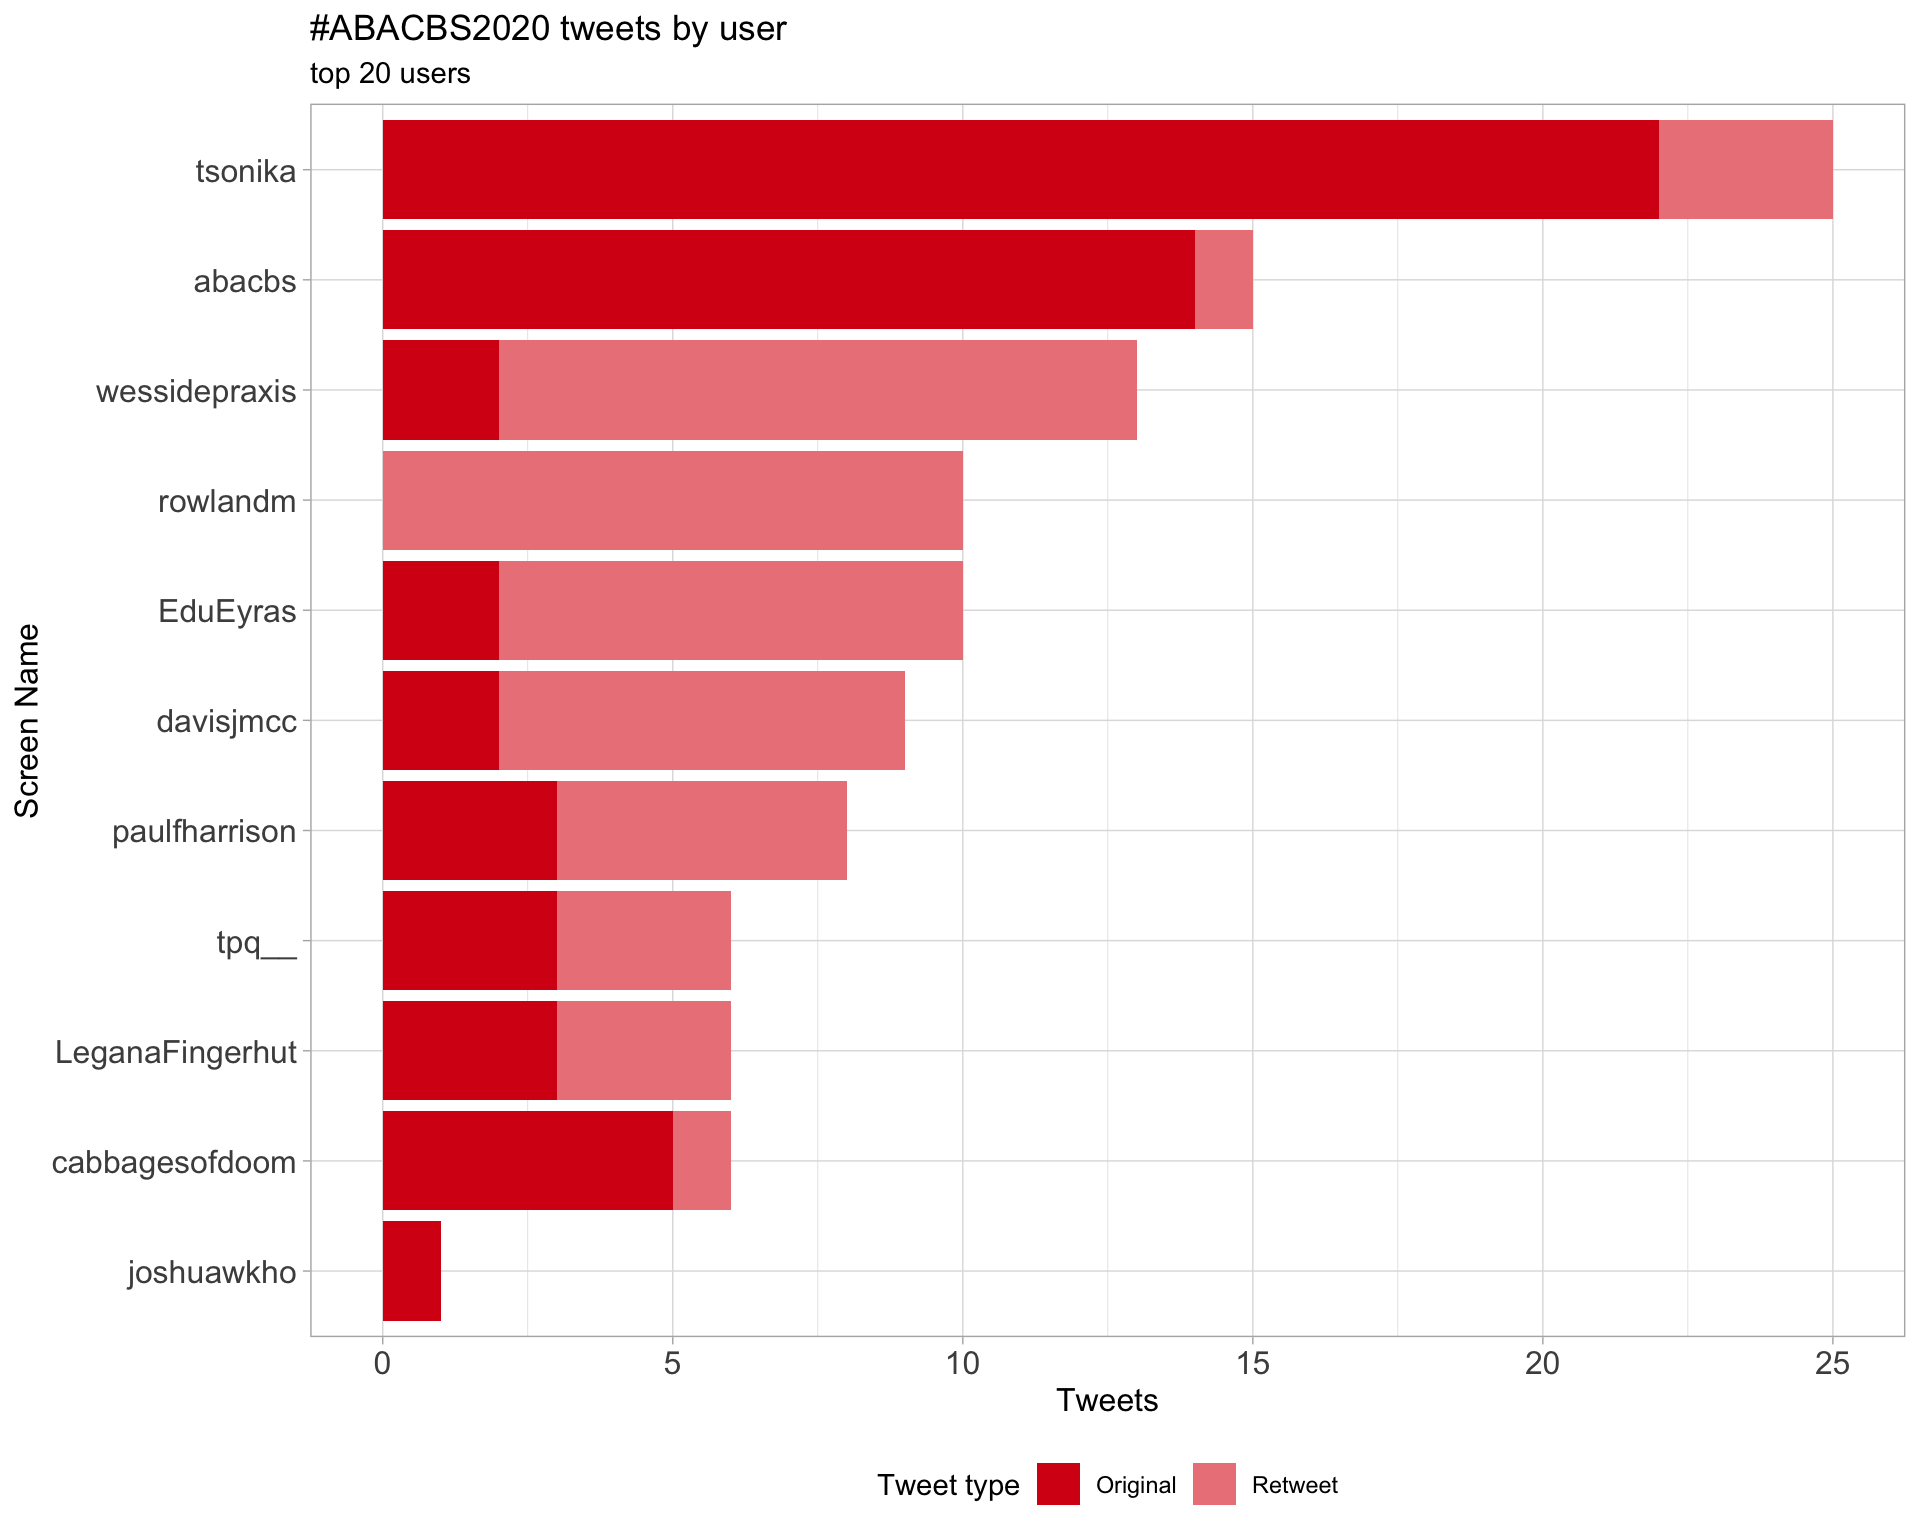 #ABACBS2020 tweets by user
top 20 users
Screen Name
tsonika
abacbs
wessidepraxis
rowlandm
EduEyras
davisjmcc
paulfharrison
tpq__
LeganaFingerhut
cabbagesofdoom
joshuawkho
0 5 10 15 20 25
Tweets
Tweet type Original Retweet